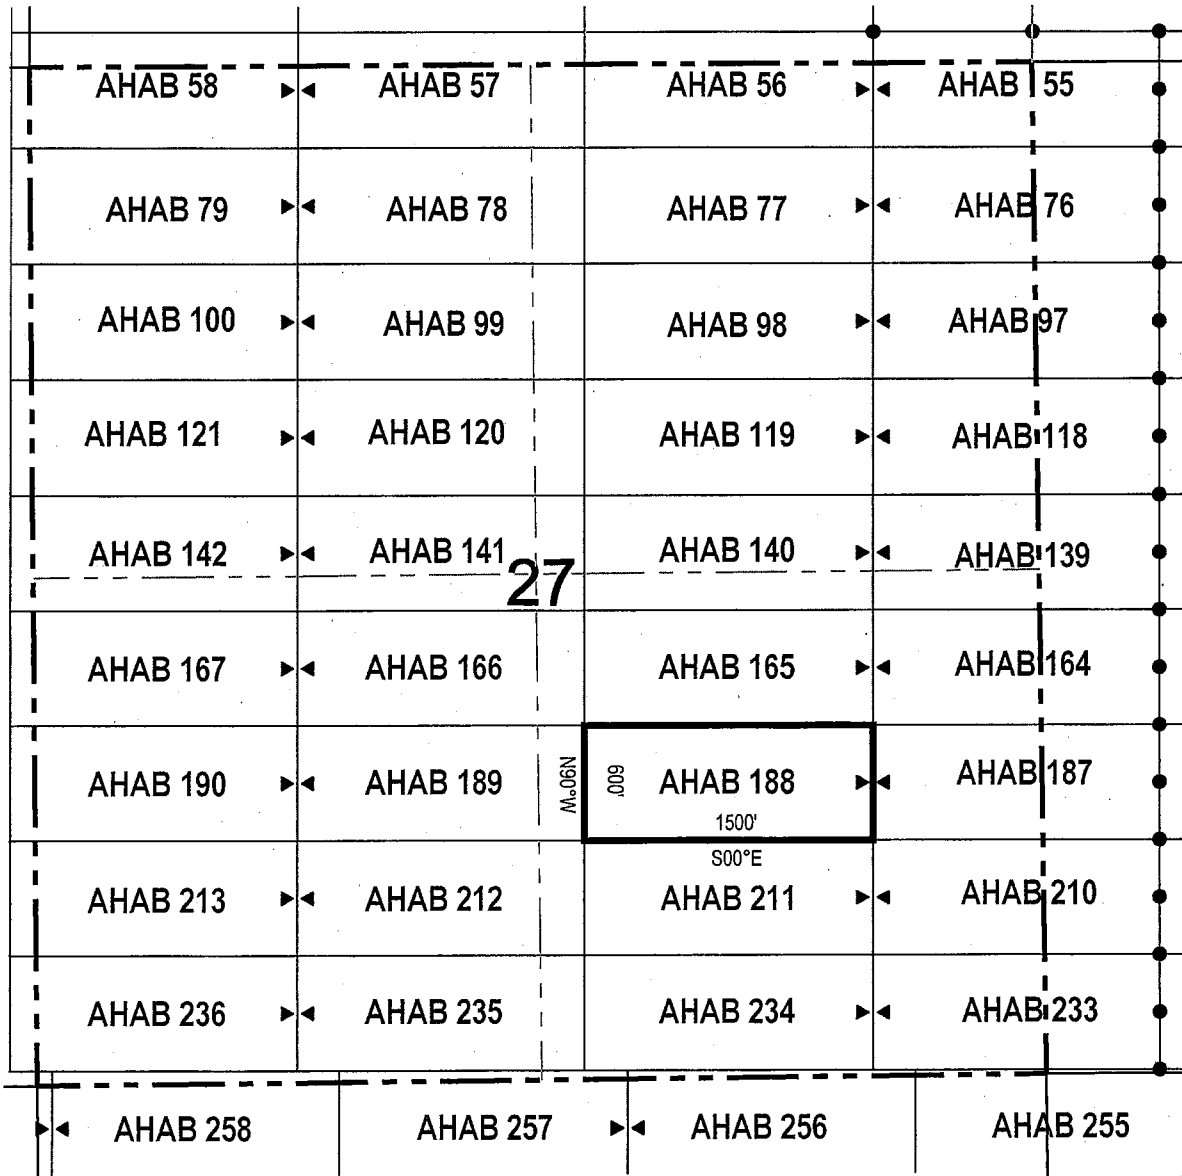 AHAB 58 AHAB 57 AHAB 56 AHAB 55
AHAB 79 AHAB 78 AHAB 77 AHAB 76
AHAB 100 AHAB 99 AHAB 98 AHAB 97
AHAB 121 AHAB 120 AHAB 119 AHAB 118
AHAB 142 AHAB 141 AHAB 140 AHAB 139
27
AHAB 167 AHAB 166 AHAB 165 AHAB 164
AHAB 190 AHAB 189 N90°W 600' AHAB 188 AHAB 187
1500'
S00°E
AHAB 213 AHAB 212 AHAB 211 AHAB 210
AHAB 236 AHAB 235 AHAB 234 AHAB 233
AHAB 258 AHAB 257 AHAB 256 AHAB 255